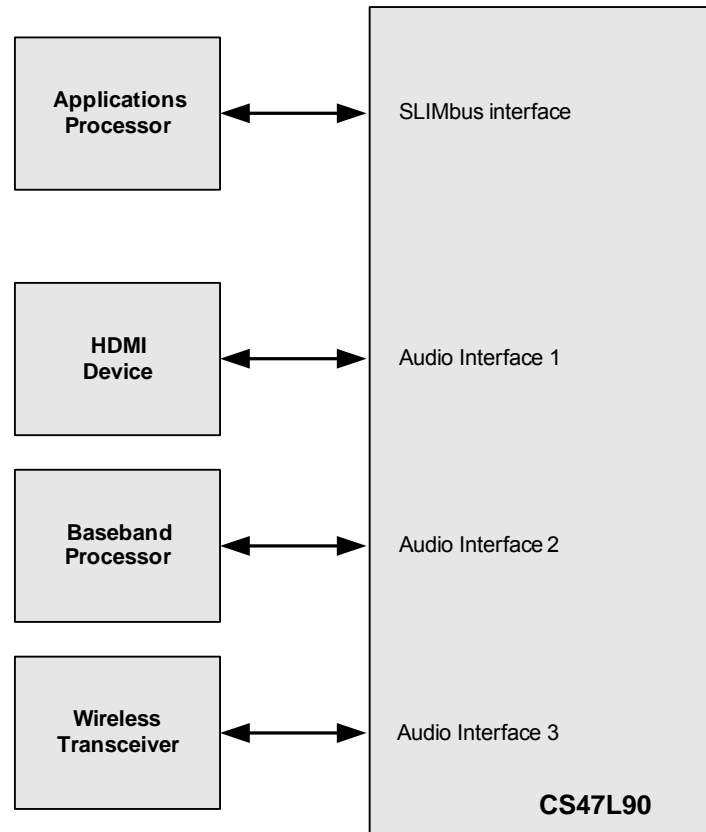 Applications
Processor
SLIMbus interface
HDMI
Device
Audio Interface 1
Baseband
Processor
Audio Interface 2
Wireless
Transceiver
Audio Interface 3
CS47L90